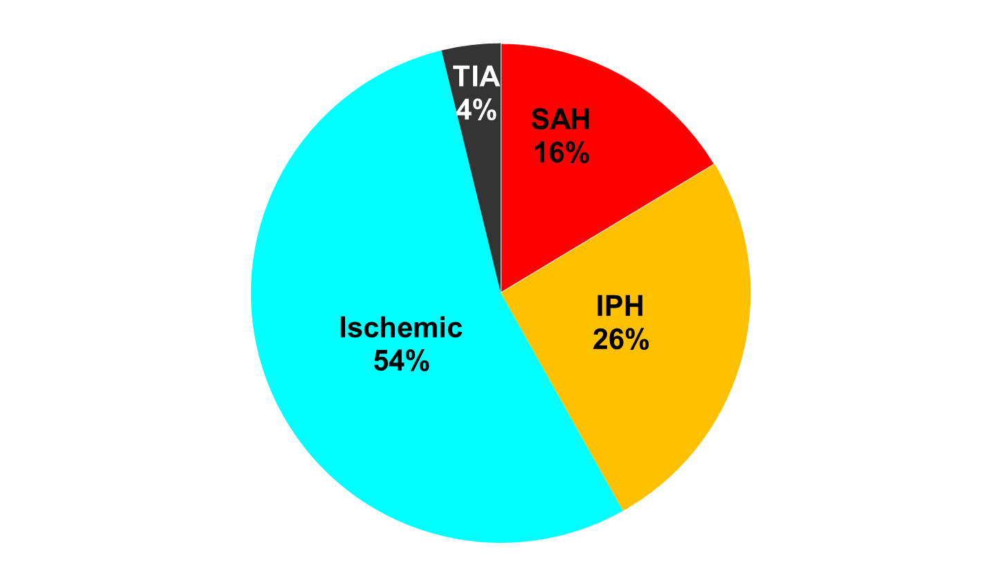 TIA
4%
SAH
16%
IPH
26%
Ischemic
54%